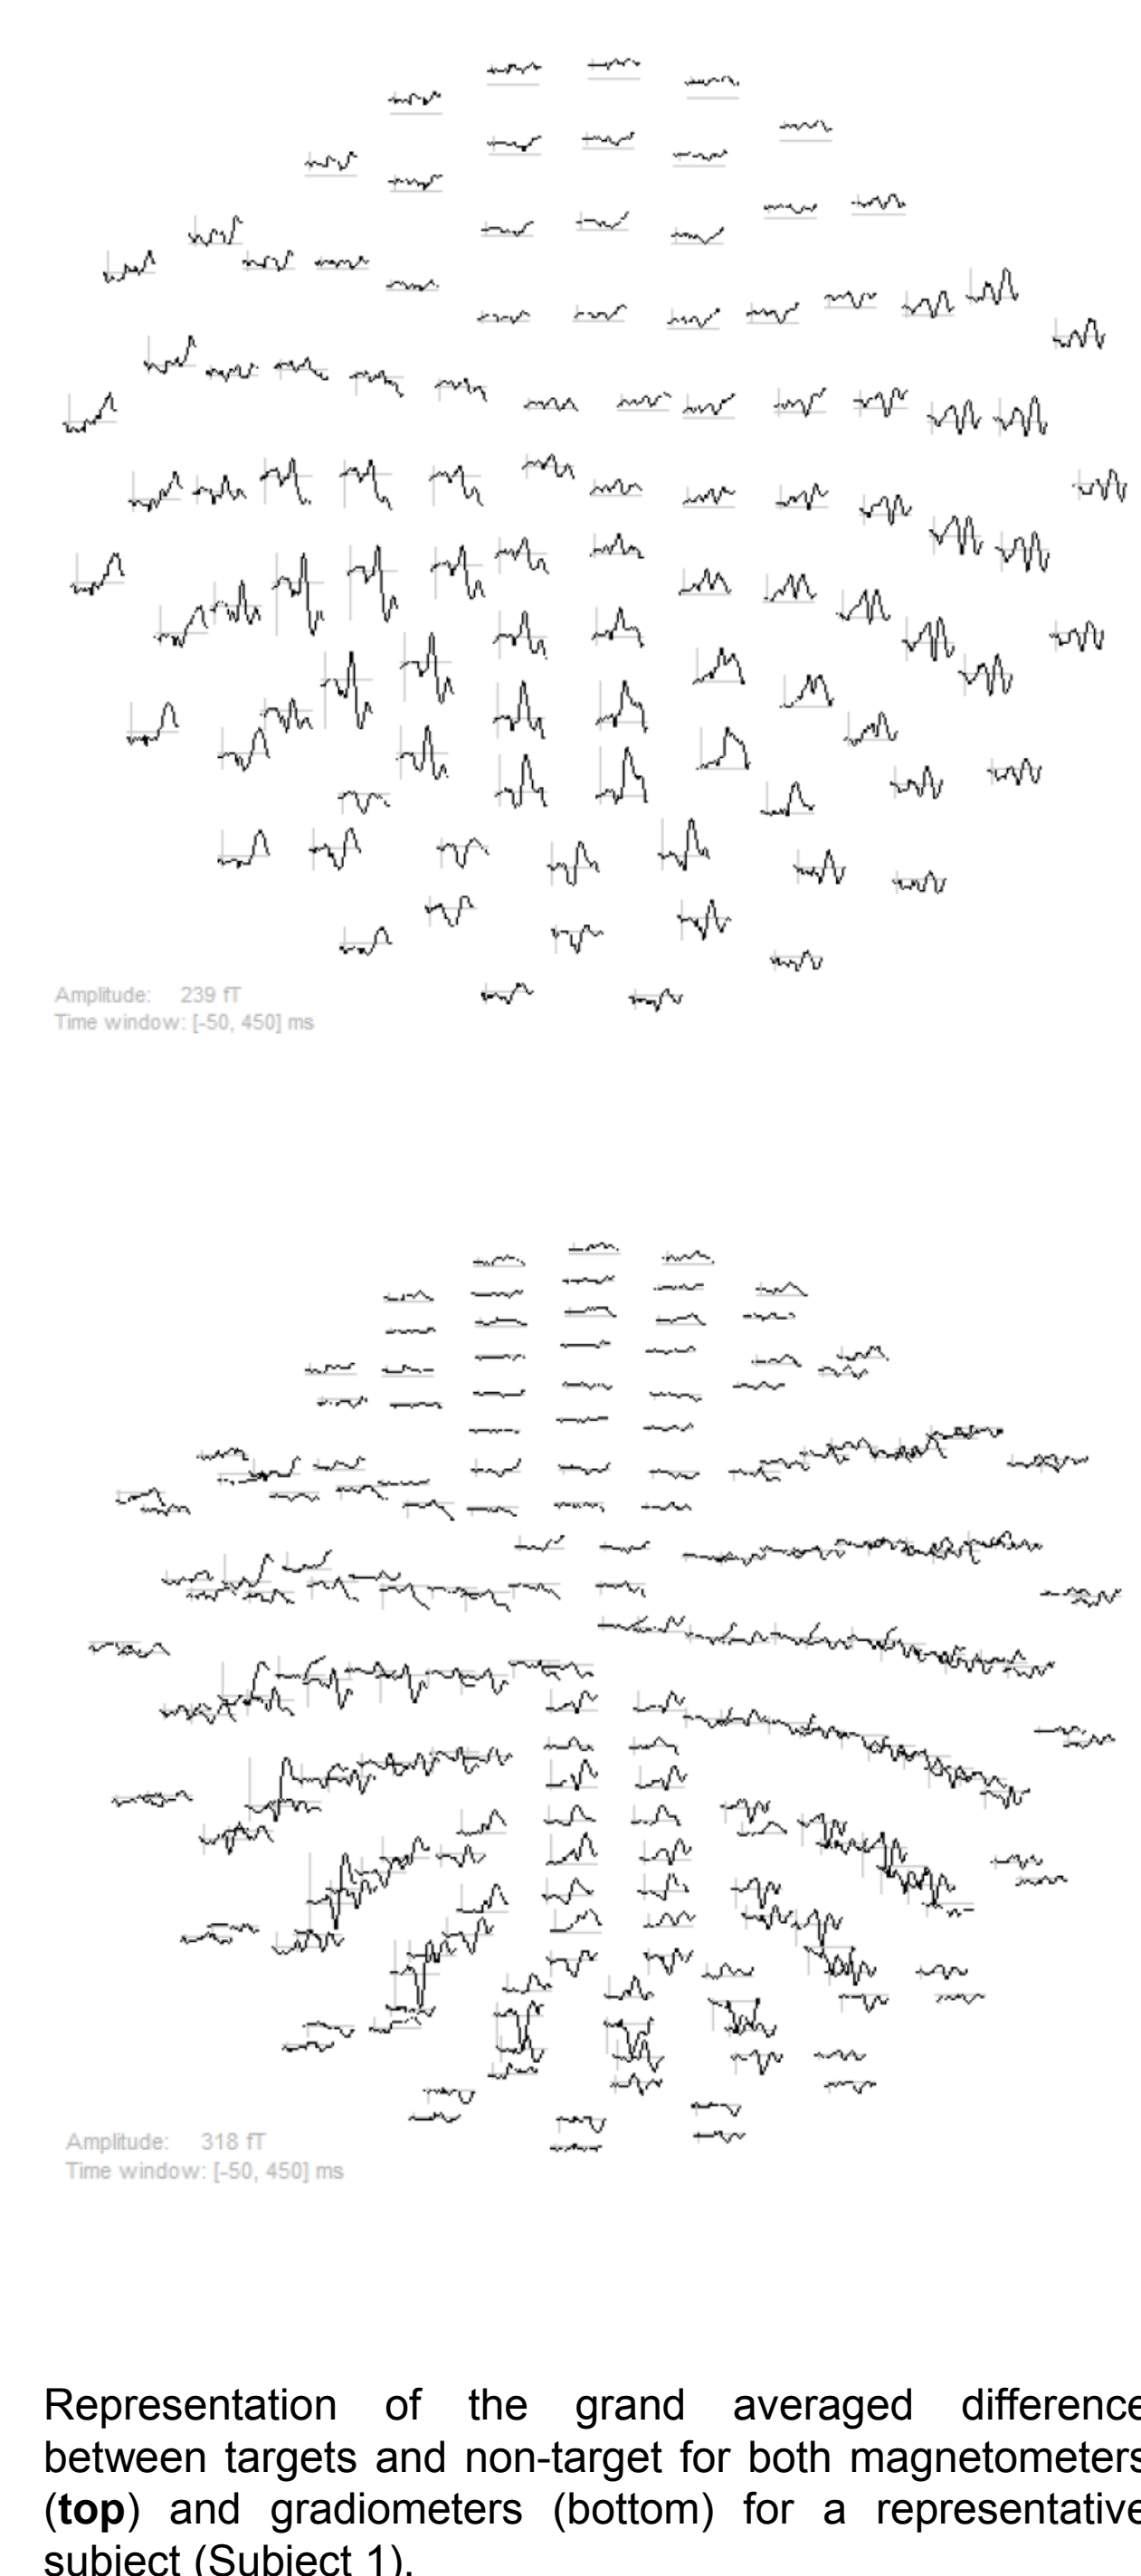 Amplitude: 239 fT
Time window: [-50, 450] ms
Amplitude: 318 fT
Time window: [-50, 450] ms
Representation of the grand averaged difference
between targets and non-target for both magnetometers
(top) and gradiometers (bottom) for a representative
subject (Subject 1).